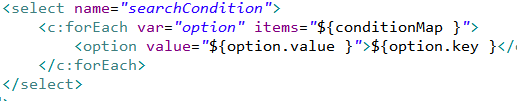 <select name="searchCondition">
<c:forEach var="option" items="${conditionMap }">
<option value="${option.value }">${option.key }</
</c:forEach>
</select>